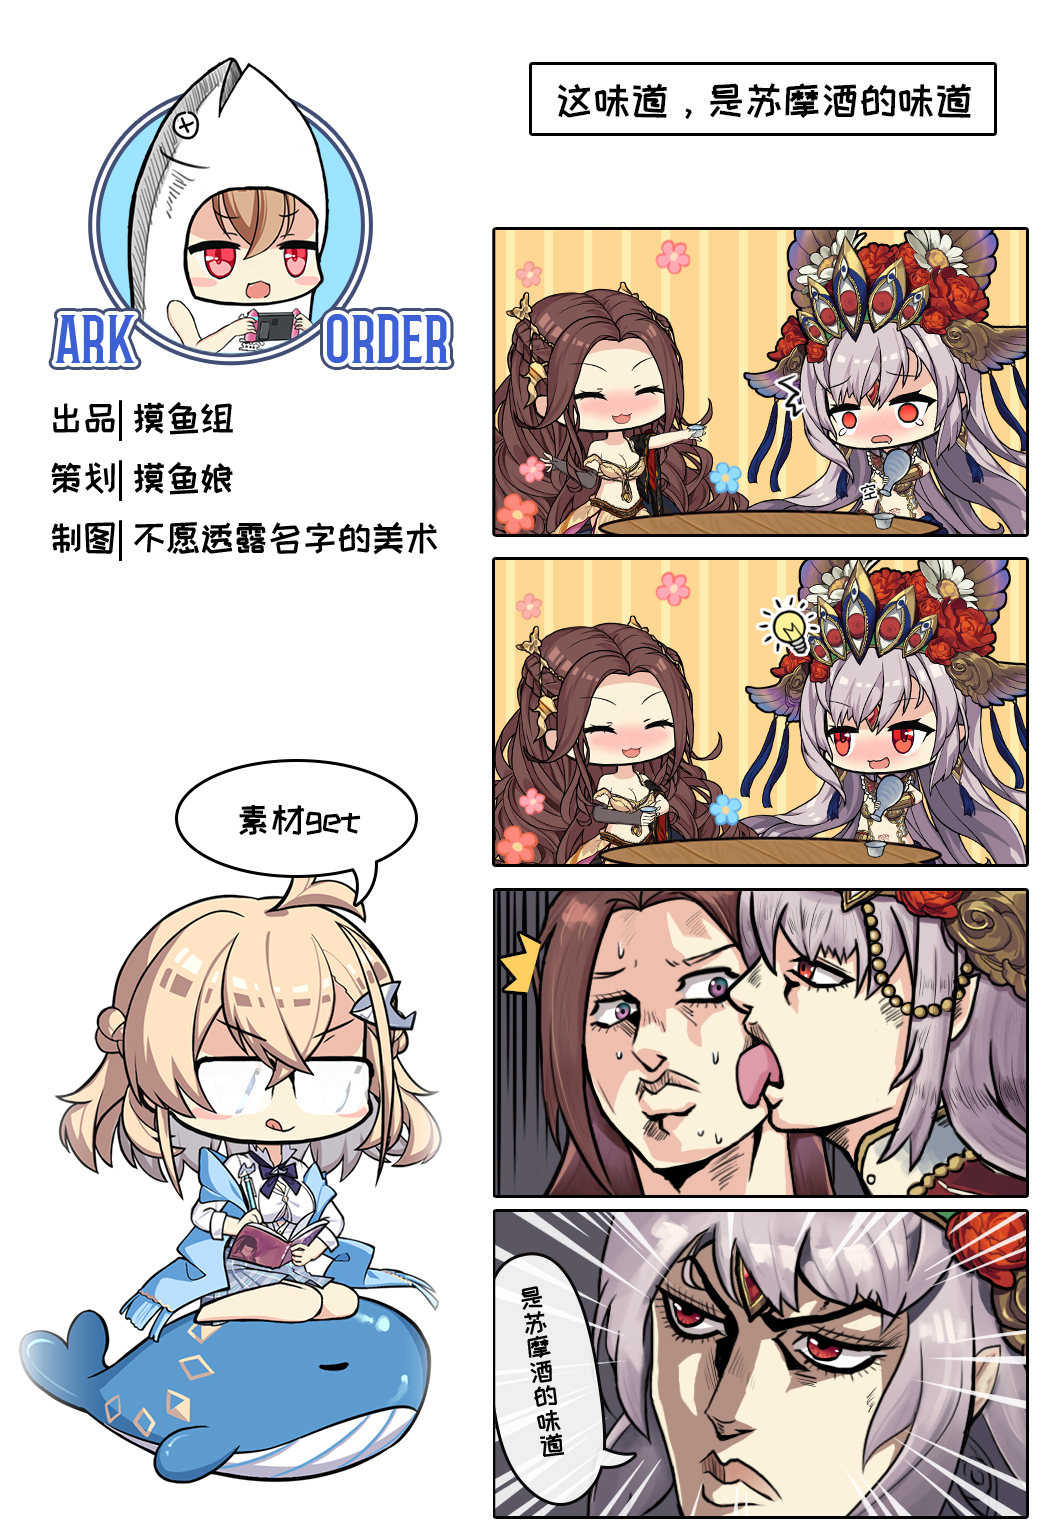 这味道，是苏摩酒的味道
ARK ORDER
出品 摸鱼组
策划 摸鱼娘
制图 不愿透露名字的美术
空
素材get
是苏摩酒的味道